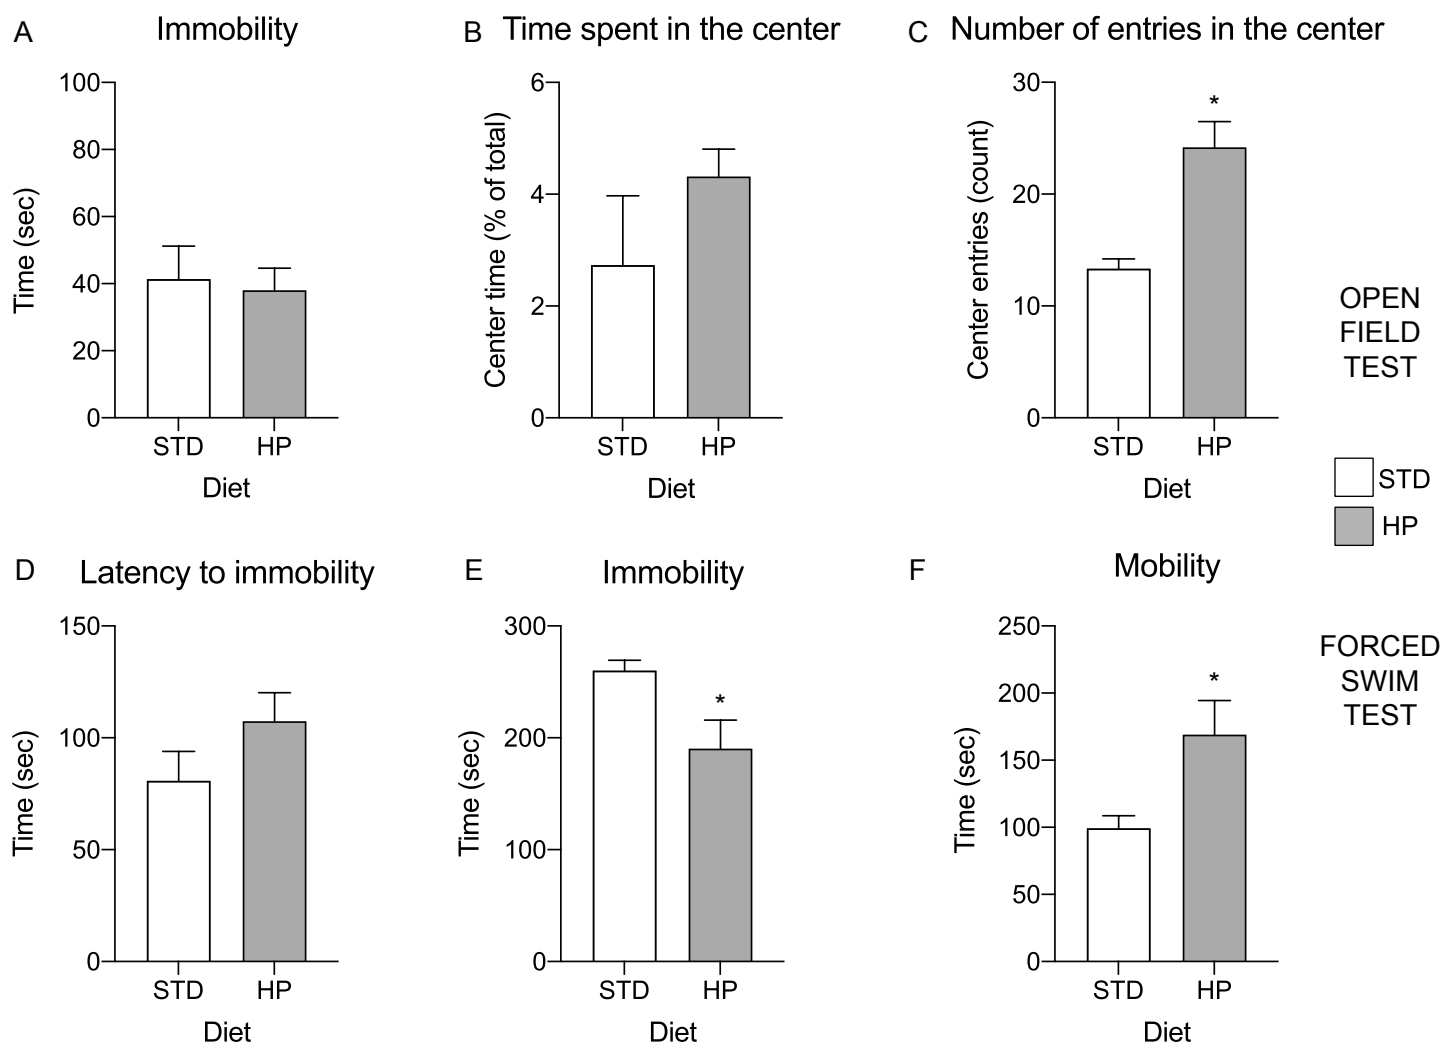 A Immobility
100
80
60
40
20
0
Time (sec)
STD HP
Diet
B Time spent in the center
6
4
2
0
Center time (% of total)
STD HP
Diet
C Number of entries in the center
30
20
10
0
Center entries (count)
*
STD HP
Diet
OPEN
FIELD
TEST
STD
HP
D Latency to immobility
150
100
50
0
Time (sec)
STD HP
Diet
E Immobility
300
200
100
0
Time (sec)
*
STD HP
Diet
F Mobility
250
200
150
100
50
0
Time (sec)
*
STD HP
Diet
FORCED
SWIM
TEST